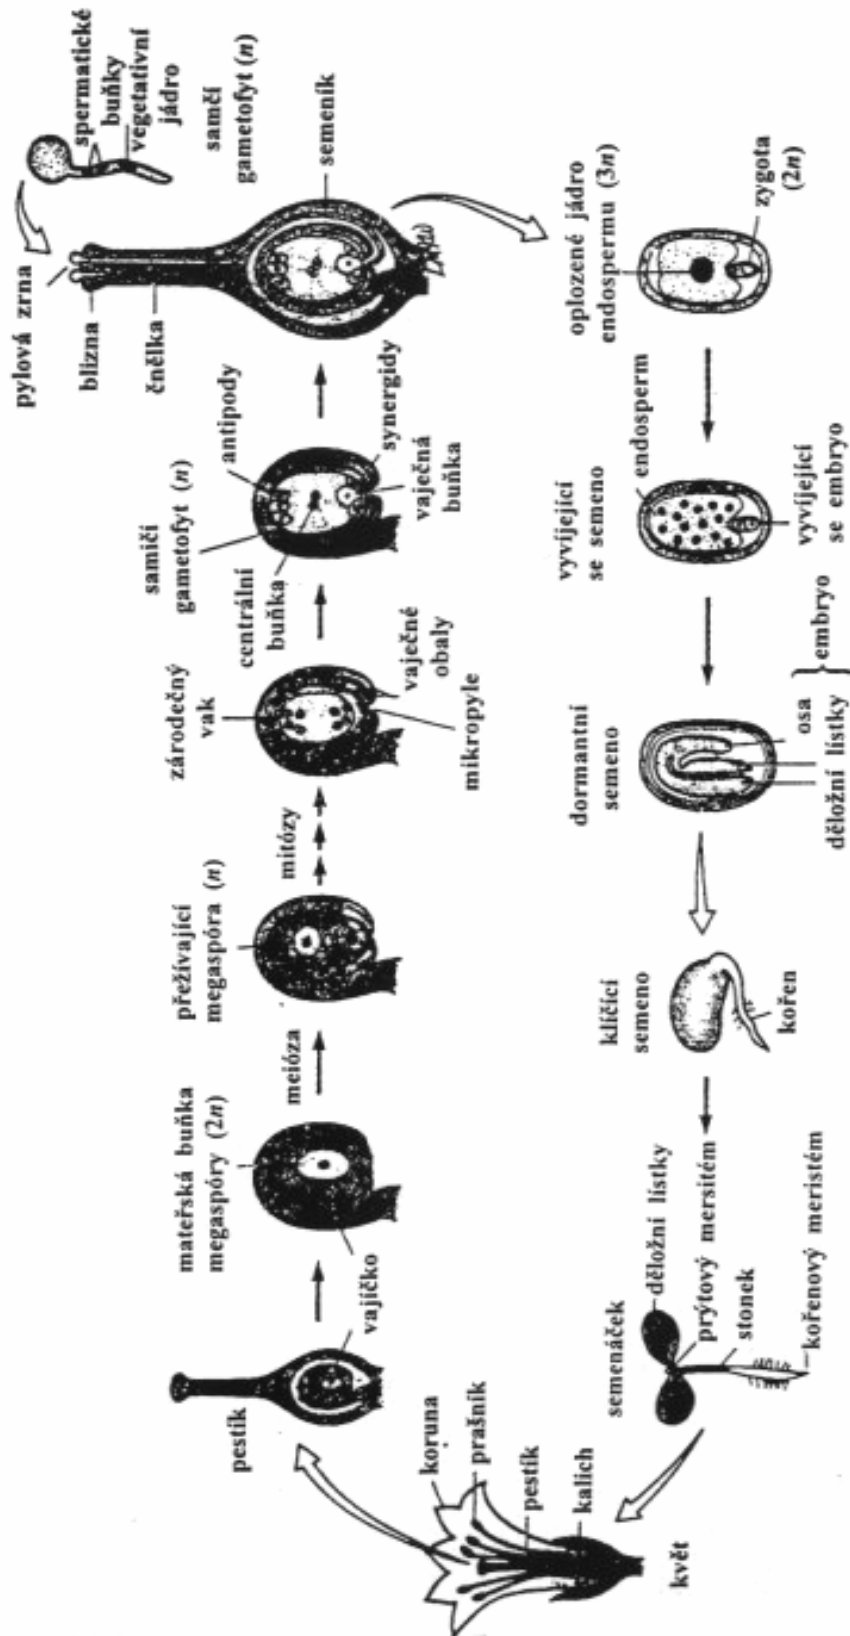 pylová zrna
blizna
čnělka
spermatické
buňky
vegetativní
jádro
samčí
gametofyt (n)
semeník
samičí
gametofyt (n)
antipody
centrální
buňka
synergidy
vaječná
buňka
zárodečný
vak
vaječné
obaly
mikropyle
mitózy
přežívající
megaspóra (n)
meióza
mateřská buňka
megaspóry (2n)
vajíčko
pestík
koruna
prašník
pestík
kalich
květ
oplozené jádro
endospermu (3n)
zygota
(2n)
vyvíjející
se semeno
endosperm
vyvíjející
se embryo
dormantní
semeno
osa
děložní lístky
embryo
klíčící
semeno
kořen
semenáček
děložní lístky
prýtový mersitém
stonek
kořenový meristém